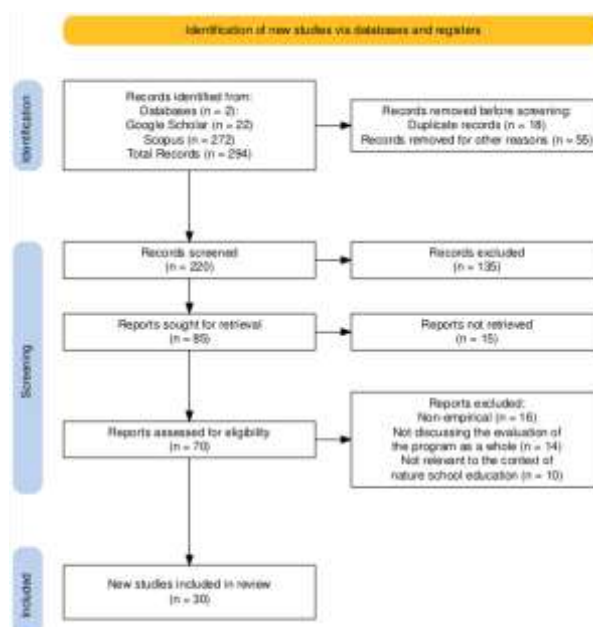 Identification of new studies via databases and registers
Identification
Records identified from:
Databases (n = 2):
Google Scholar (n = 22)
Scopus (n = 272)
Total Records (n = 294)
Records removed before screening:
Duplicate records (n = 18)
Records removed for other reasons (n = 55)
Screening
Records screened
(n = 220)
Records excluded
(n = 135)
Reports sought for retrieval
(n = 85)
Reports not retrieved
(n = 15)
Reports assessed for eligibility
(n = 70)
Reports excluded:
Non-empirical (n = 16)
Not discussing the evaluation of
the program as a whole (n = 14)
Not relevant to the context of
nature school education (n = 10)
Included
New studies included in review
(n = 30)